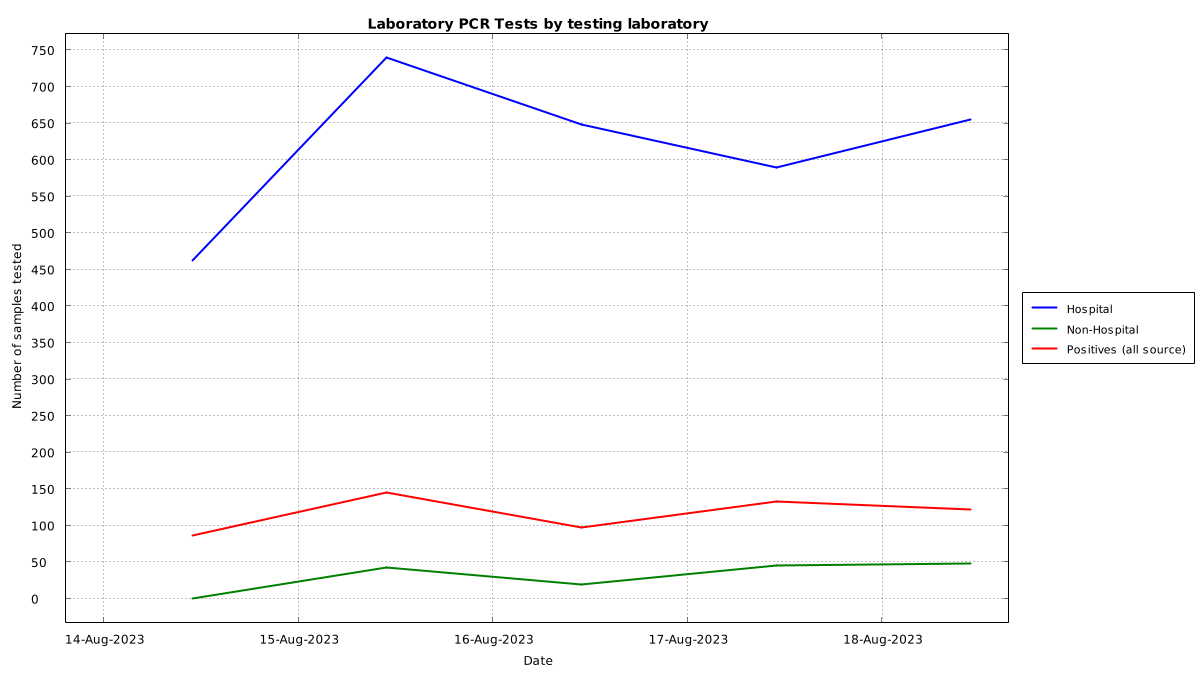 Laboratory PCR Tests by testing laboratory
750
700
650
600
550
500
450
400
350
300
250
200
150
100
50
0
Number of samples tested
14-Aug-2023 15-Aug-2023 16-Aug-2023 17-Aug-2023 18-Aug-2023
Date
Hospital
Non-Hospital
Positives (all source)